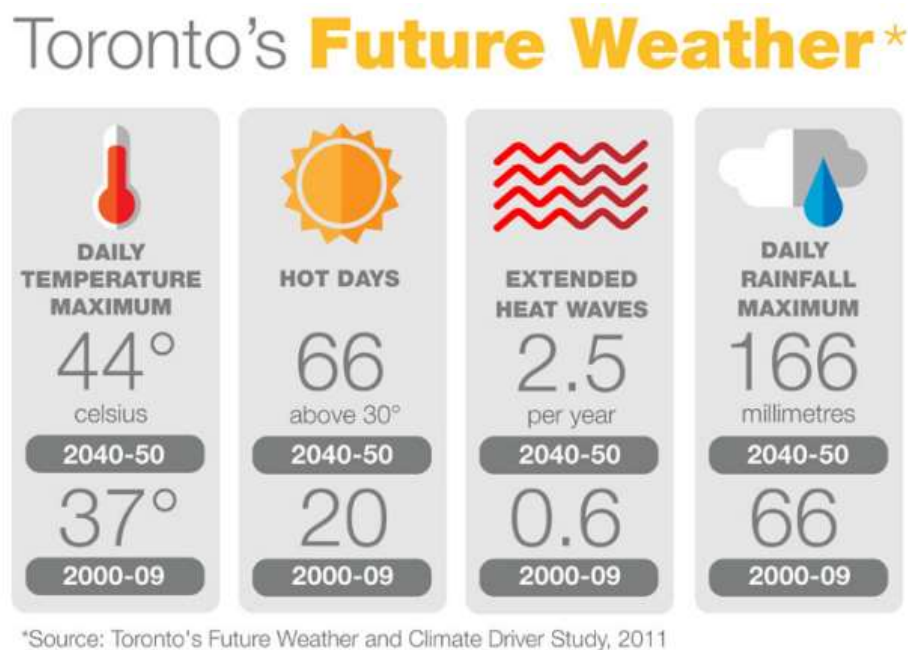 Toronto's Future Weather*
DAILY
TEMPERATURE
MAXIMUM
44°
celsius
2040-50
37°
2000-09
HOT DAYS
66
above 30°
2040-50
20
2000-09
EXTENDED
HEAT WAVES
2.5
per year
2040-50
0.6
2000-09
DAILY
RAINFALL
MAXIMUM
166
millimetres
2040-50
66
2000-09
*Source: Toronto's Future Weather and Climate Driver Study, 2011